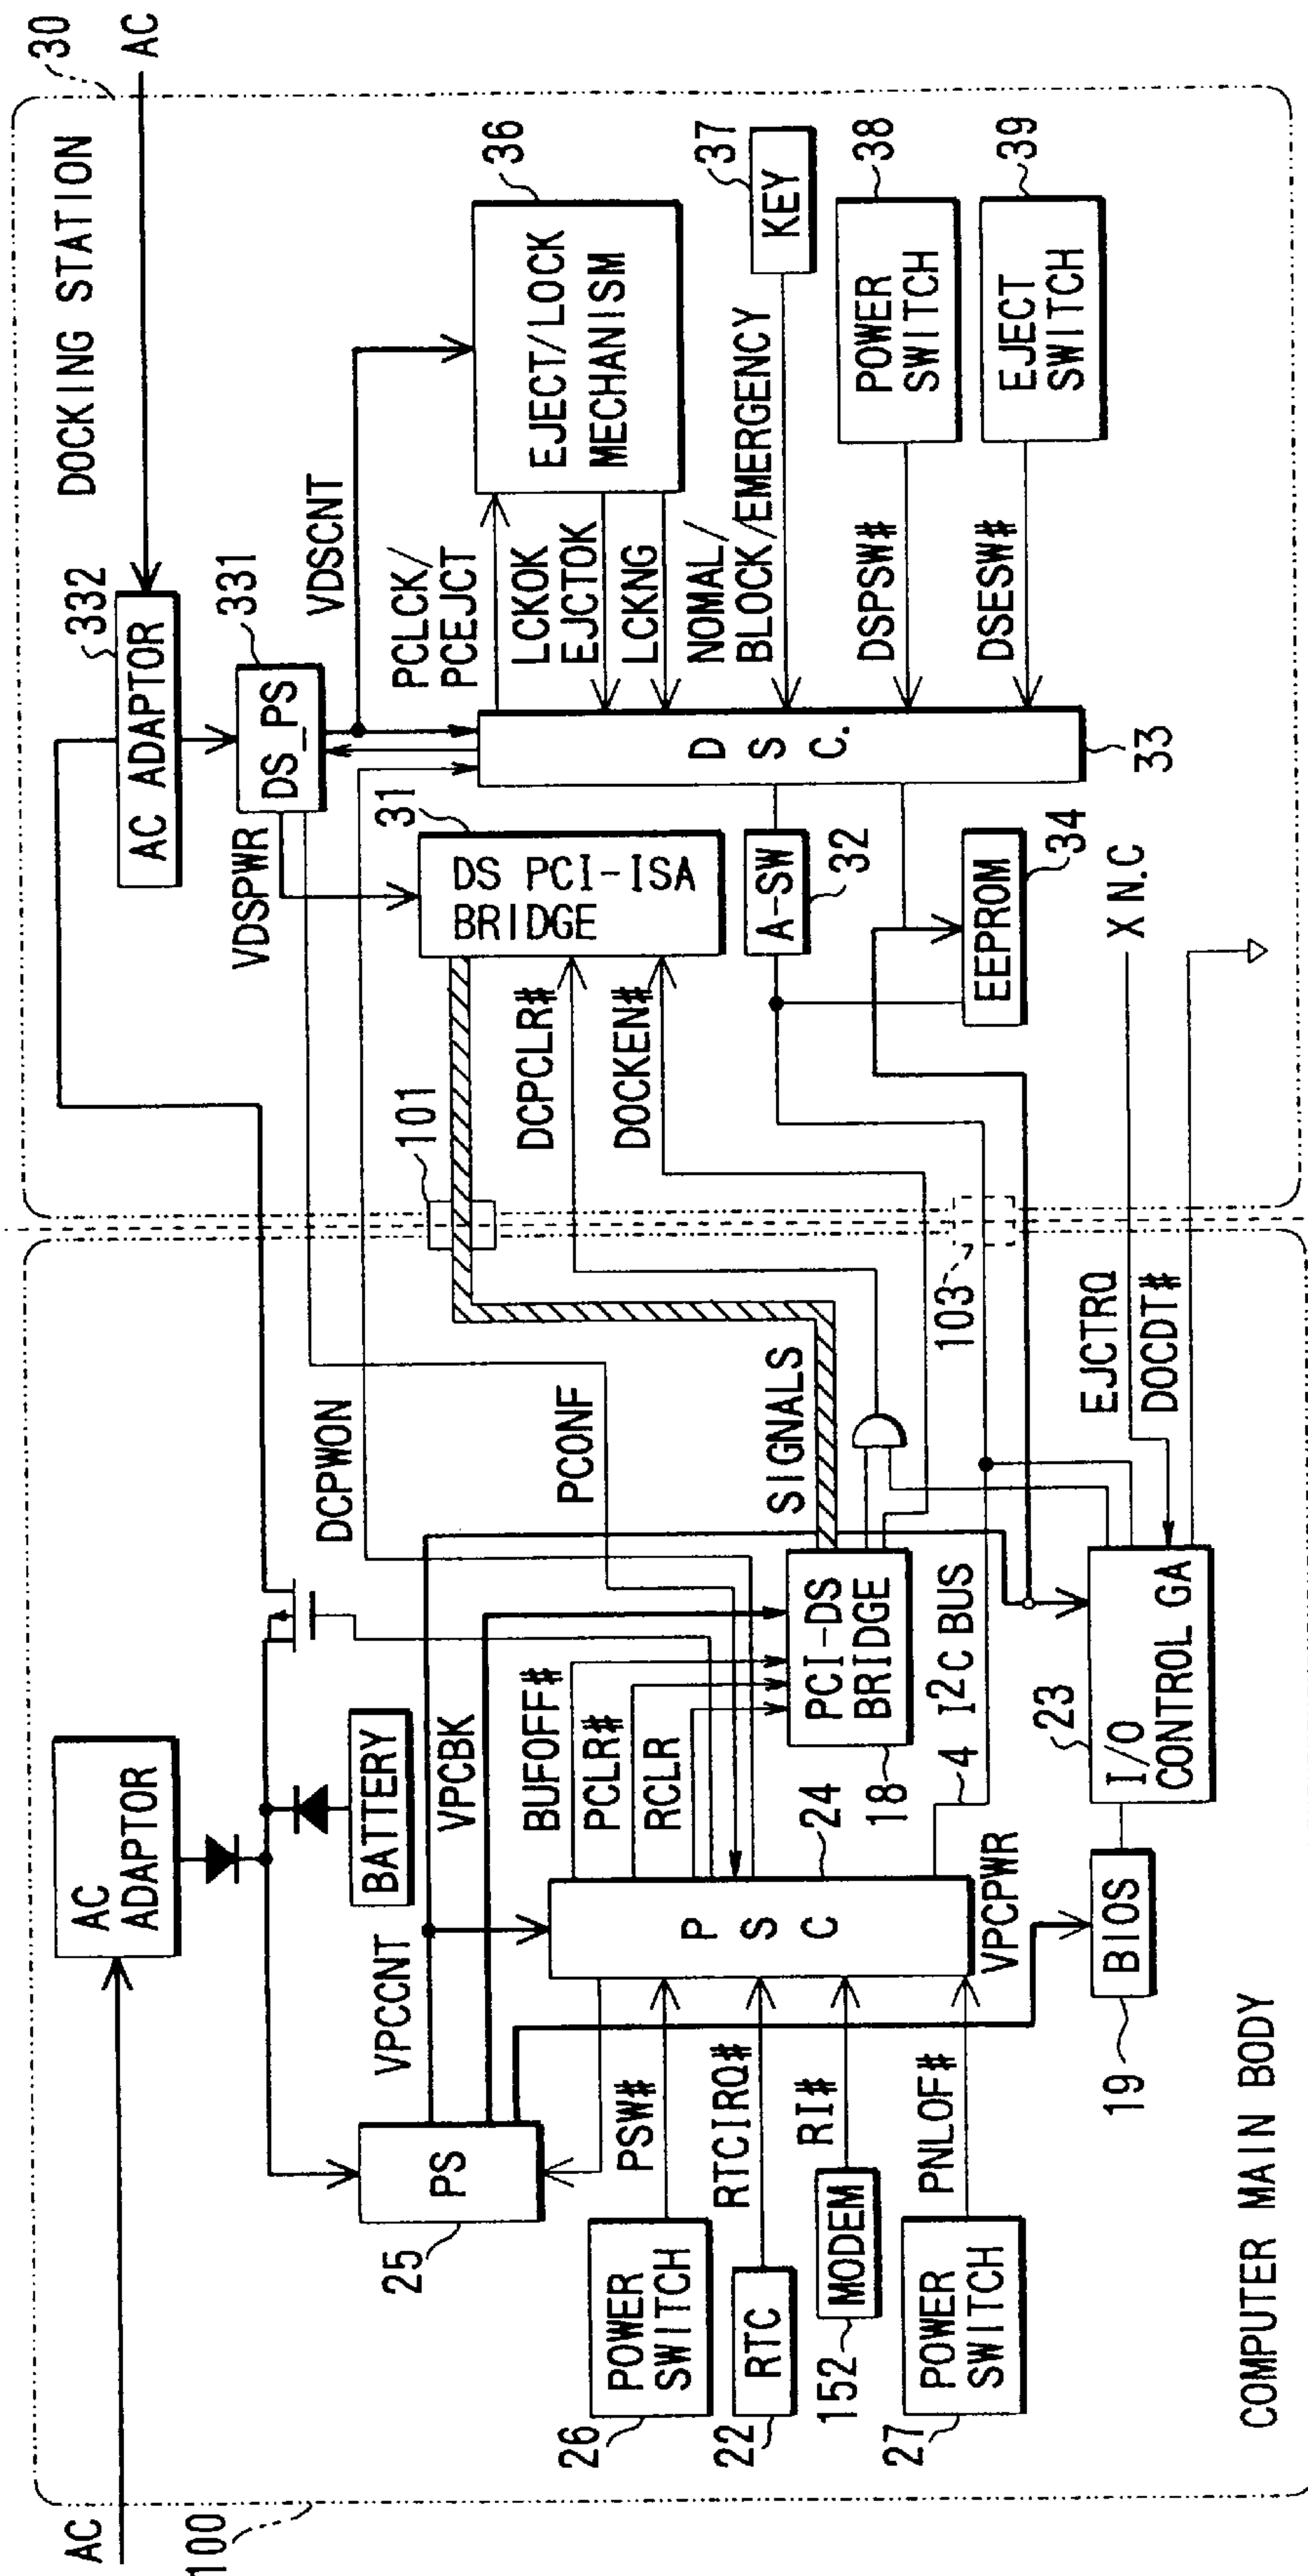 AC
100
COMPUTER MAIN BODY
AC
ADAPTOR
BATTERY
PS
25
VPCCNT
VPCBK
DCPWON
PCONF
BUFOFF#
PCLR#
RCLR
POWER
SWITCH
26
PSW#
RTC
22
RTCIRQ#
MODEM
152
RI#
POWER
SWITCH
27
PNLOF#
P S C
24
VPCPWR
PCI-DS
BRIDGE
18
SIGNALS
4
I2C BUS
BIOS
19
I/O
CONTROL GA
23
EJCTRQ
DOCDT#
101
103
30
AC
DOCKING STATION
AC ADAPTOR
332
DS_PS
331
VDSPWR
VDSCNT
DS PCI-ISA
BRIDGE
31
DCPCLR#
DOCKEN#
A-SW
32
EEPROM
34
X N.C
D S C.
33
PCLCK/
PCEJCT
LCKOK
EJCTOK
LCKNG
NOMAL/
BLOCK/EMERGENCY
DSPSW#
DSESW#
EJECT/LOCK
MECHANISM
36
KEY
37
POWER
SWITCH
38
EJECT
SWITCH
39